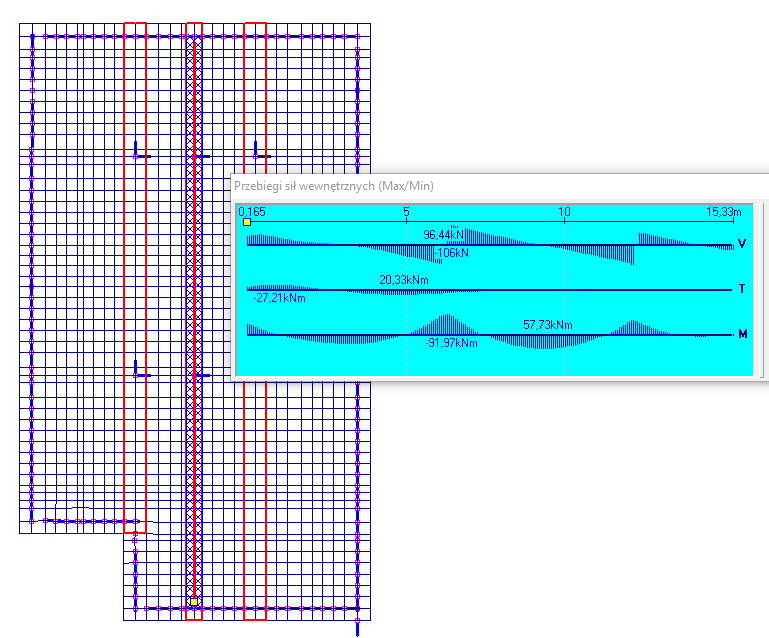 Przebiegi sił wewnętrznych (Max/Min)
0,165 5 10 15,33m
96,44kN
V
-106kN
20,33kNm
T
-27,21kNm
57,73kNm
M
-91,97kNm